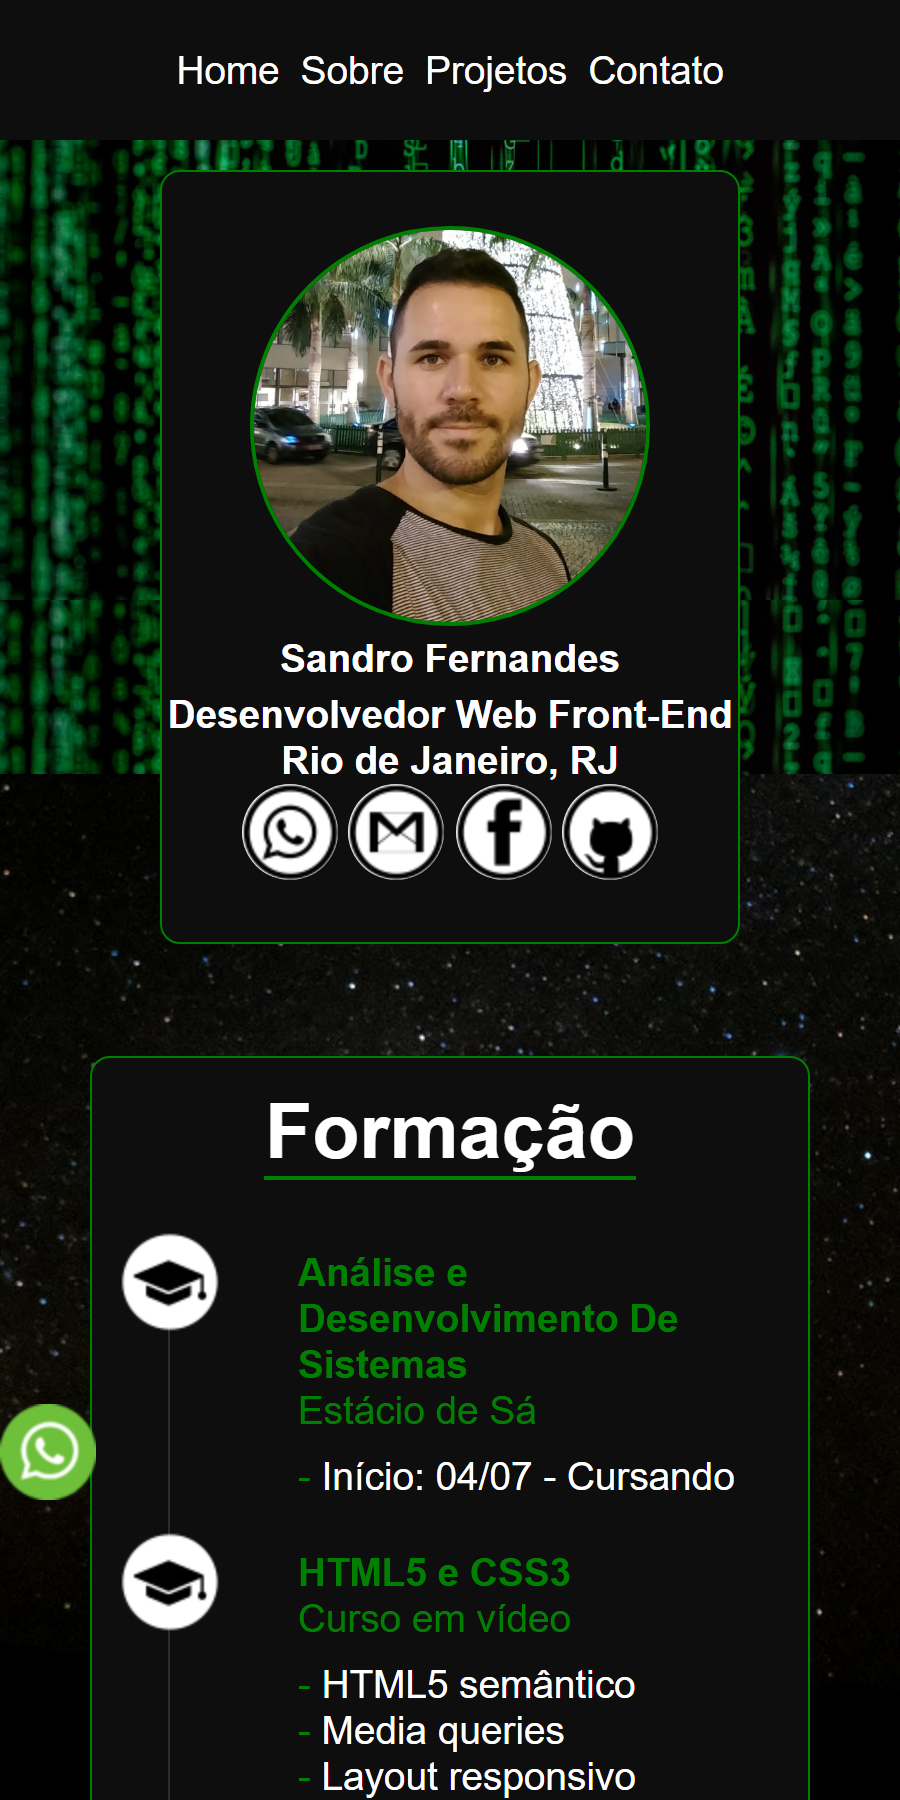 Home Sobre Projetos Contato
Sandro Fernandes
Desenvolvedor Web Front-End
Rio de Janeiro, RJ
Formação
Análise e
Desenvolvimento De
Sistemas
Estácio de Sá
- Início: 04/07 - Cursando
HTML5 e CSS3
Curso em vídeo
- HTML5 semântico
- Media queries
- Layout responsivo